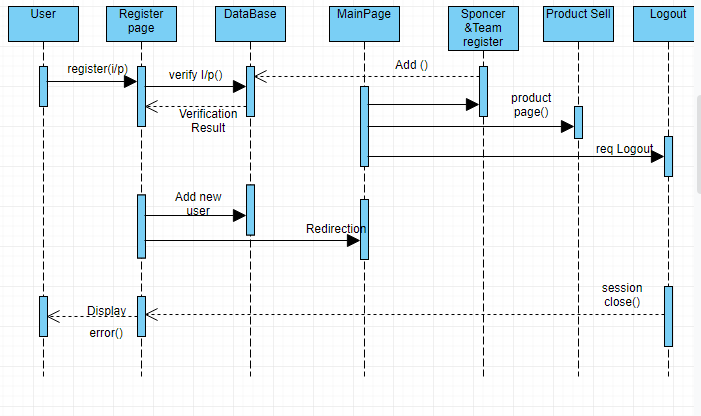 User
Register
page
DataBase
MainPage
Sponcer
&Team
register
Product Sell
Logout
register(i/p)
verify I/p()
Add ()
Verification
Result
product
page()
req Logout
Add new
user
Redirection
session
close()
Display
error()